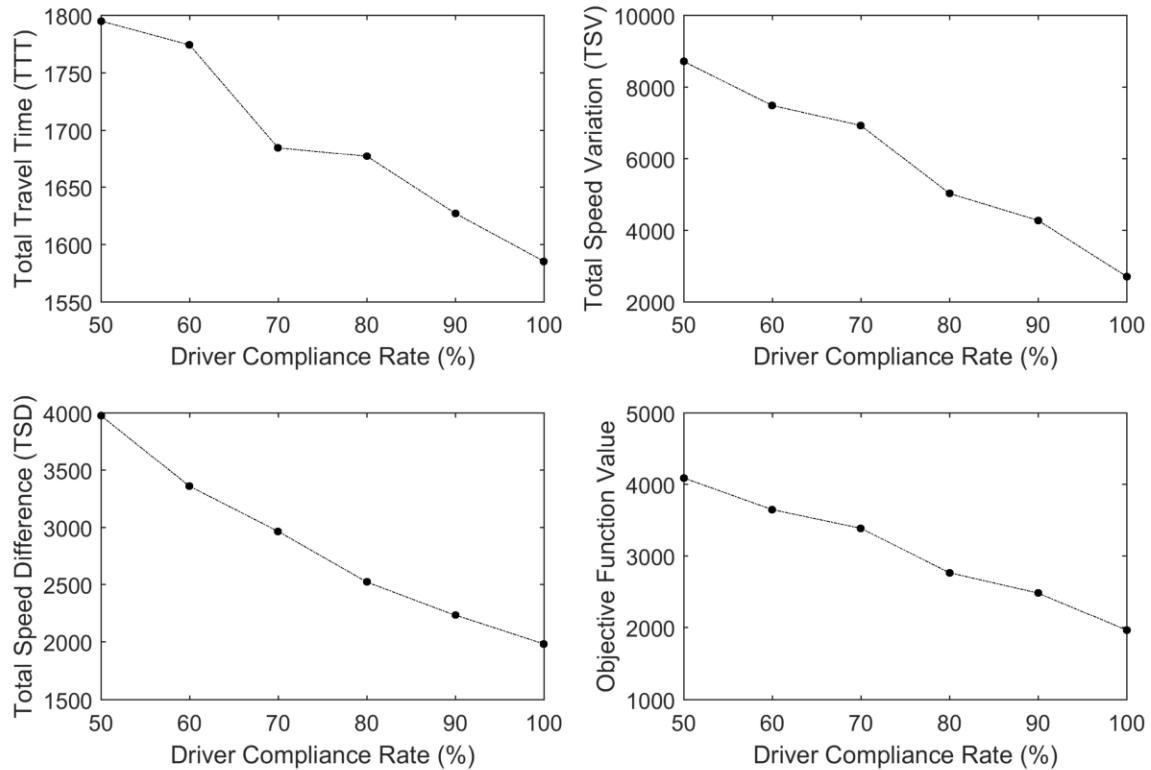 Total Travel Time (TTT)
1800
1750
1700
1650
1600
1550
50 60 70 80 90 100
Driver Compliance Rate (%)
Total Speed Variation (TSV)
10000
8000
6000
4000
2000
50 60 70 80 90 100
Driver Compliance Rate (%)
Total Speed Difference (TSD)
4000
3500
3000
2500
2000
1500
50 60 70 80 90 100
Driver Compliance Rate (%)
Objective Function Value
5000
4000
3000
2000
1000
50 60 70 80 90 100
Driver Compliance Rate (%)